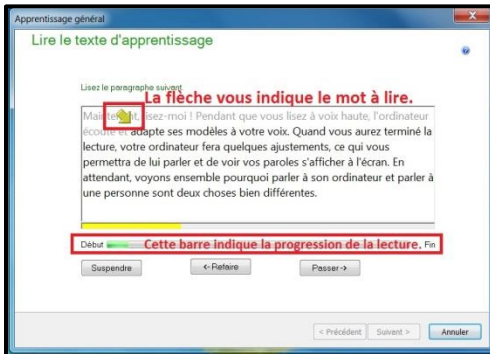 Apprentissage général
Lire le texte d'apprentissage
Lisez le paragraphe suivant
La flèche vous indique le mot à lire.
Maintenant, lisez-moi ! Pendant que vous lisez à voix haute, l'ordinateur
écoute et adapte ses modèles à votre voix. Quand vous aurez terminé la
lecture, votre ordinateur fera quelques ajustements, ce qui vous
permettra de lui parler et de voir vos paroles s'afficher à l'écran. En
attendant, voyons ensemble pourquoi parler à son ordinateur et parler à
une personne sont deux choses bien différentes.
Début Cette barre indique la progression de la lecture. Fin
Suspendre <-Refaire Passer->
< Précédent Suivant > Annuler